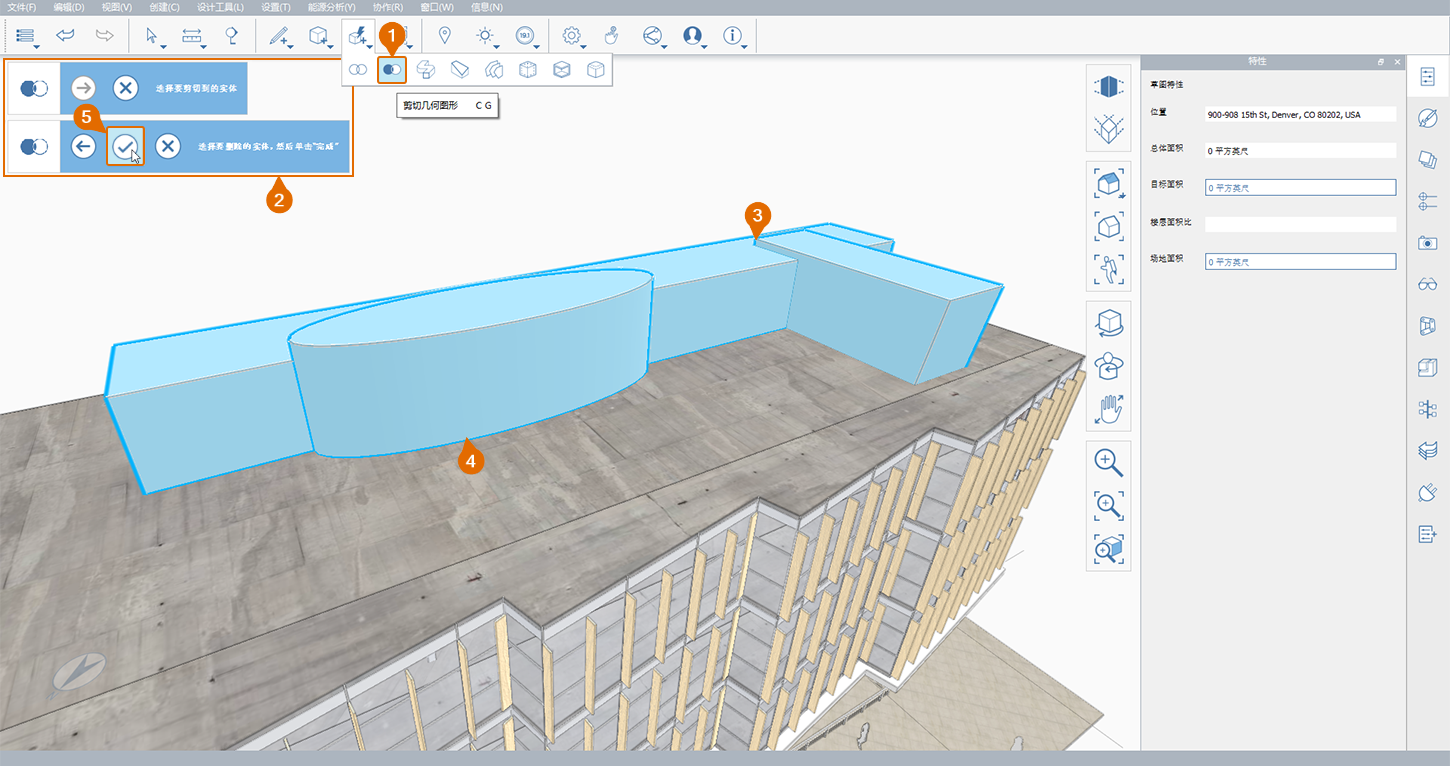 文件(F) 编辑(D) 视图(V) 创建(C) 设计工具(L) 设置(T) 能源分析(Y) 协作(R) 窗口(W) 信息(N)
191
1
剪切几何图形 C G
选择要剪切到的实体
5
选择要删除的实体，然后单击"完成"
2
3
4
特性
草图特性
位置 900-908 15th St, Denver, CO 80202, USA
总体面积 0 平方英尺
目标面积 0 平方英尺
楼层面积比
场地面积 0 平方英尺